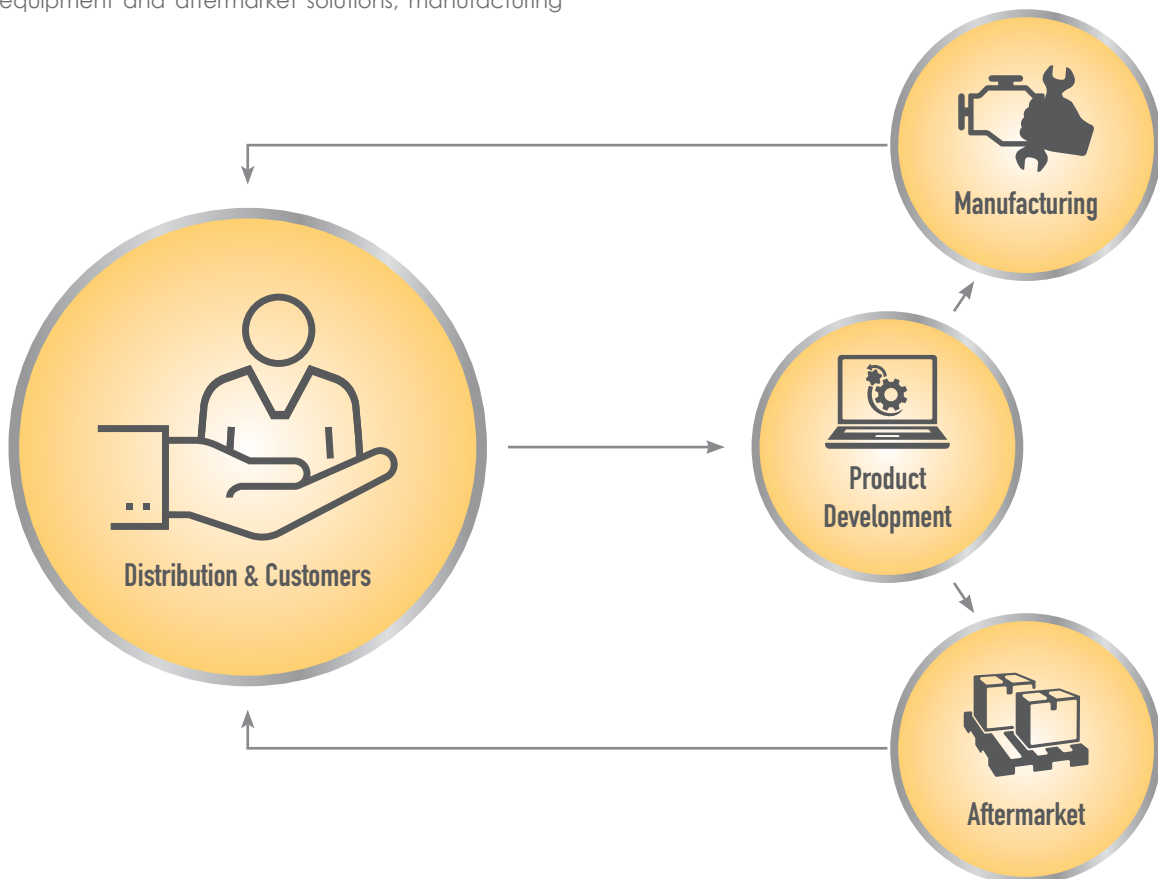 equipment and aftermarket solutions, manufacturing
Manufacturing
Product
Development
Distribution & Customers
Aftermarket